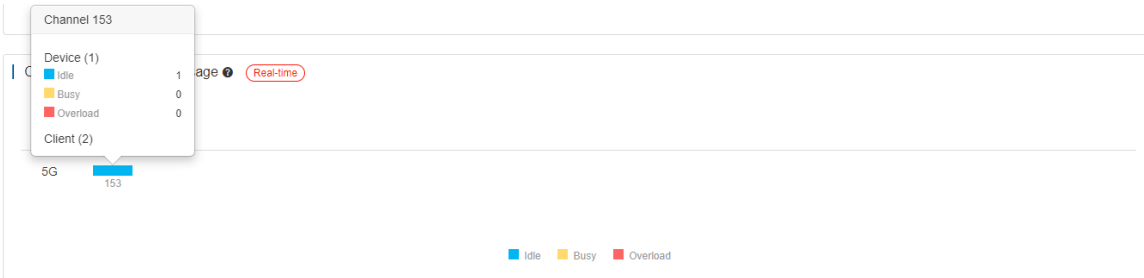 Channel 153
Device (1)
Idle 1
Busy 0
Overload 0
Client (2)
Real-time
5G
153
Idle Busy Overload